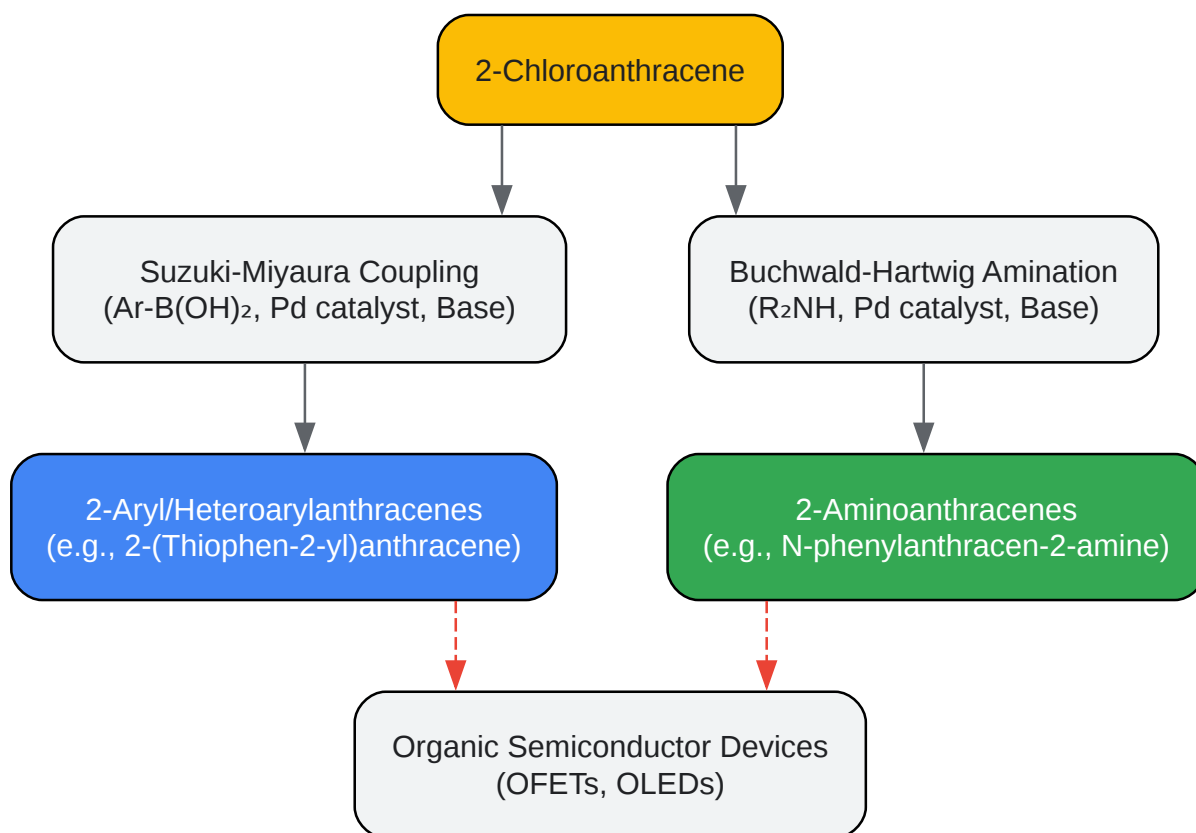 2-Chloroanthracene
Suzuki-Miyaura Coupling
(Ar-B(OH)₂, Pd catalyst, Base)
Buchwald-Hartwig Amination
(R₂NH, Pd catalyst, Base)
2-Aryl/Heteroarylanthracenes
(e.g., 2-(Thiophen-2-yl)anthracene)
2-Aminoanthracenes
(e.g., N-phenylanthracen-2-amine)
Organic Semiconductor Devices
(OFETs, OLEDs)